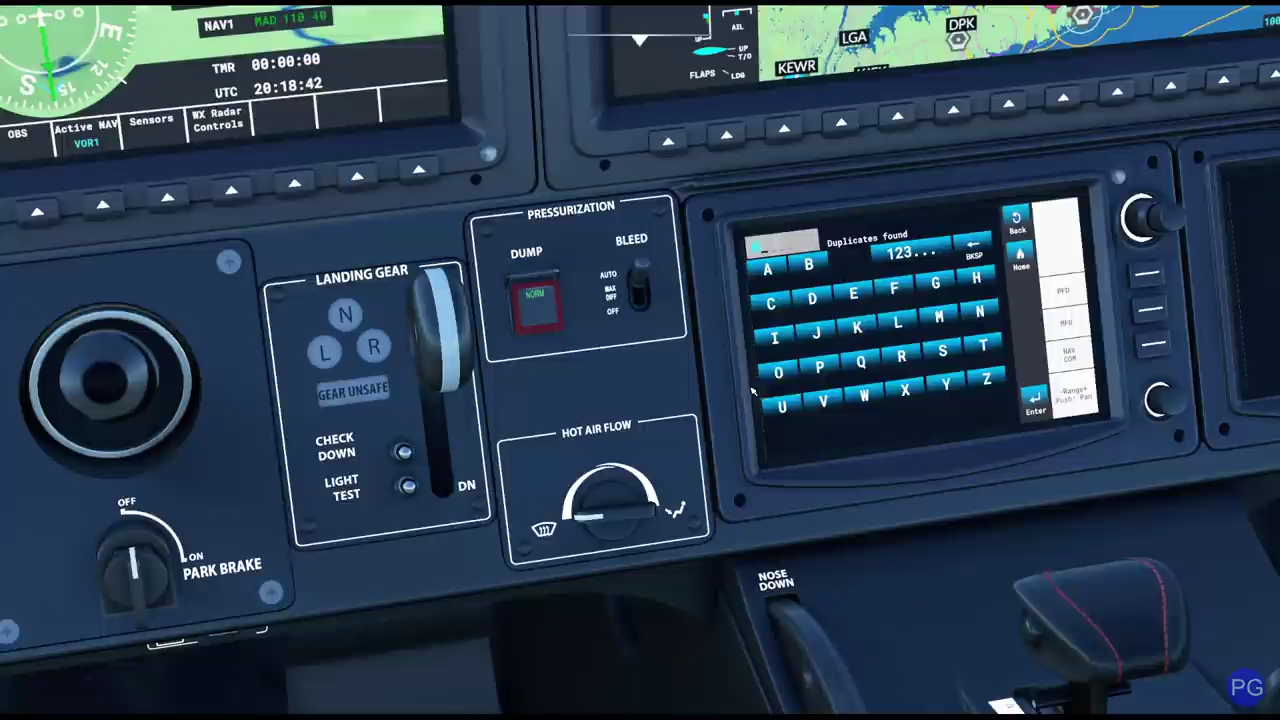 NAV1 MAD 110 40
TMR 00:00:00
UTC 20:18:42
E
12
15
S
OBS
Active NAV
VOR1
Sensors
WX Radar
Controls
AIL
UP
UP
T/O
FLAPS
LDG
LGA
DPK
KEWR
LANDING GEAR
N
L
R
GEAR UNSAFE
CHECK
DOWN
LIGHT
TEST
DN
OFF
ON
PARK BRAKE
PRESSURIZATION
DUMP
NORM
BLEED
AUTO
MAX
DIFF
OFF
HOT AIR FLOW
NOSE
DOWN
Duplicates found
A B 123... BKSP
C D E F G H
I J K L M N
O P Q R S T
U V W X Y Z
Back
Home
Enter
PFD
MFD
NAV
COM
-Range+
Push: Pan
PG